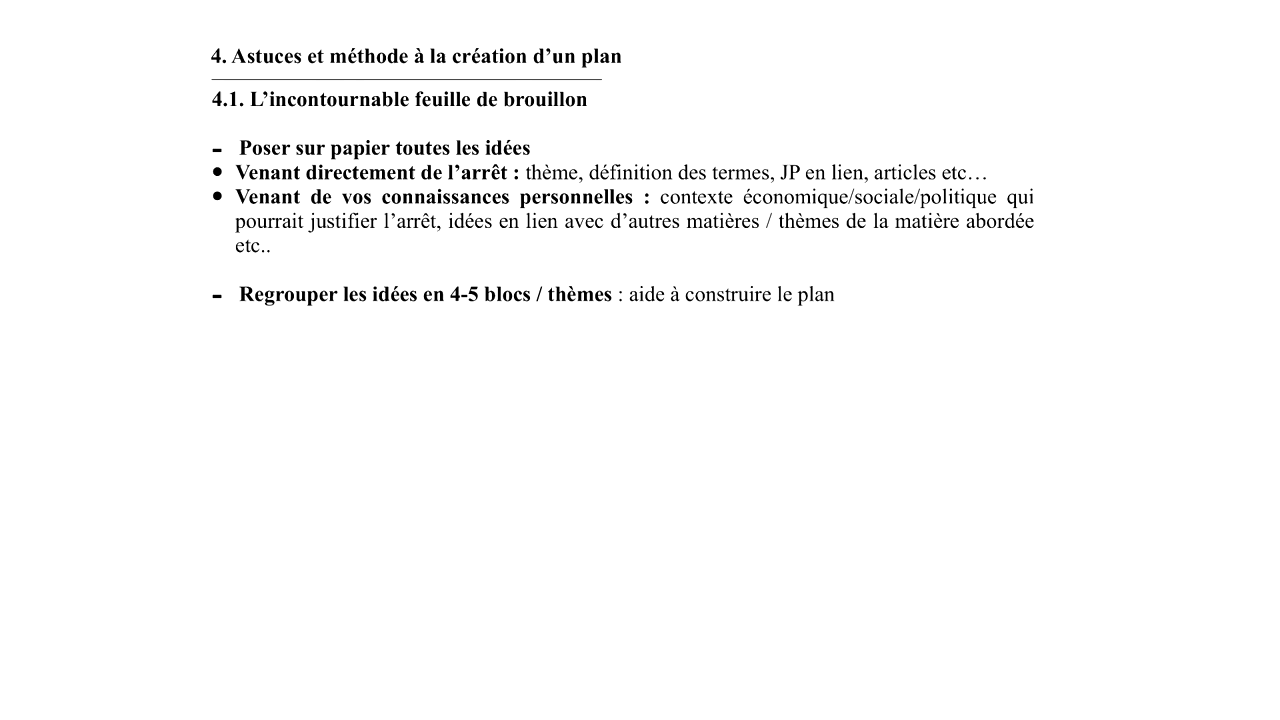 4. Astuces et méthode à la création d’un plan
4.1. L’incontournable feuille de brouillon
- Poser sur papier toutes les idées
• Venant directement de l’arrêt : thème, définition des termes, JP en lien, articles etc…
• Venant de vos connaissances personnelles : contexte économique/sociale/politique qui
pourrait justifier l’arrêt, idées en lien avec d’autres matières / thèmes de la matière abordée
etc..
- Regrouper les idées en 4-5 blocs / thèmes : aide à construire le plan